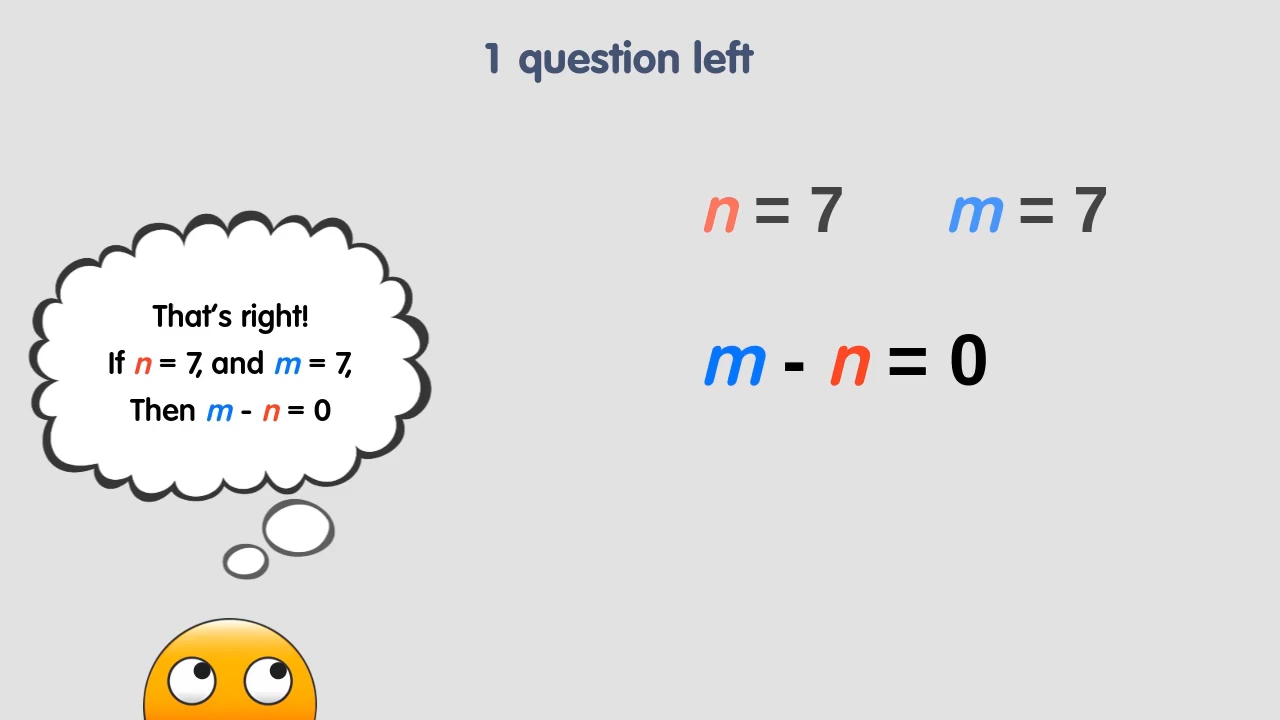 1 question left
n = 7 m = 7
m - n = 0
That's right!
If n = 7, and m = 7,
Then m - n = 0